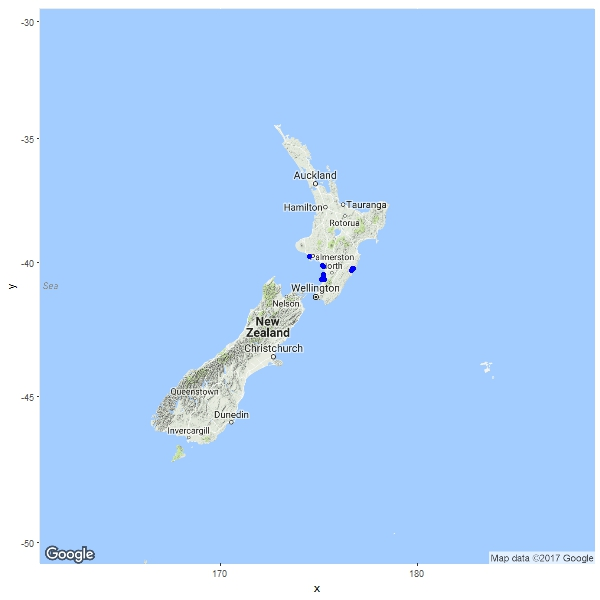 -30
-35
-40
-45
-50
y
Auckland
Hamilton
Tauranga
Rotorua
Palmerston
North
Sea
Wellington
Nelson
New
Zealand
Christchurch
Queenstown
Dunedin
Invercargill
Google
Map data ©2017 Google
170
180
x